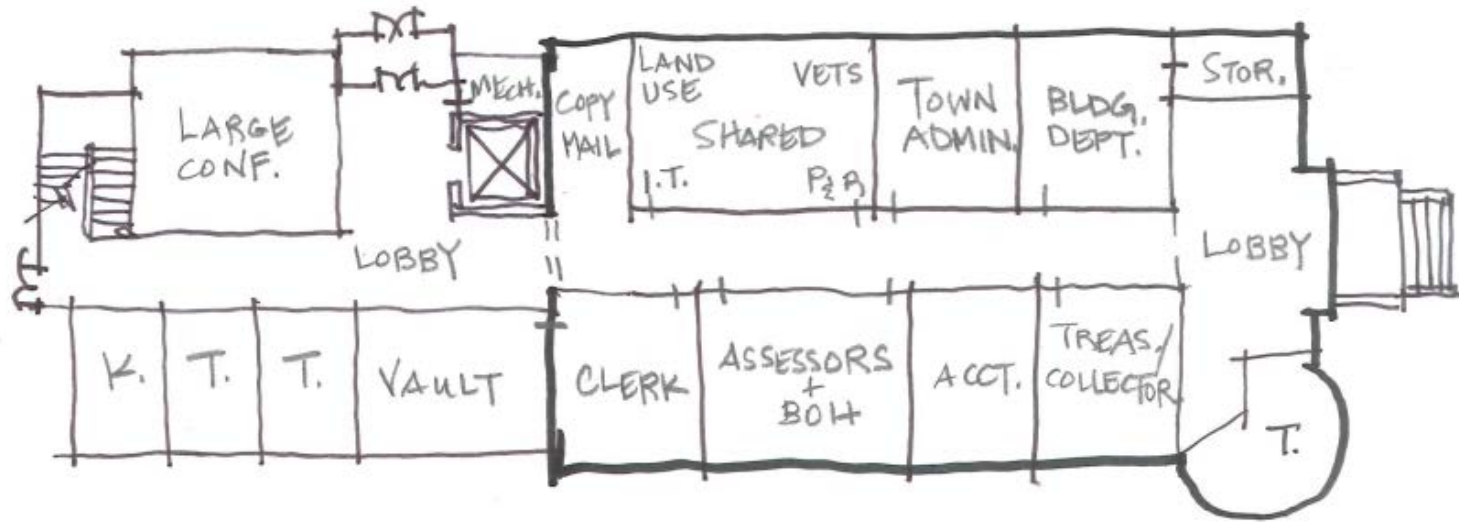 LARGE
CONF.
MECH.
COPY
MAIL
LAND
USE
VETS
SHARED
I.T.
P&R
TOWN
ADMIN.
BLDG.
DEPT.
STOR.
LOBBY
LOBBY
K.
T.
T.
VAULT
CLERK
ASSESSORS
+
BOH
ACCT.
TREAS./
COLLECTOR
T.